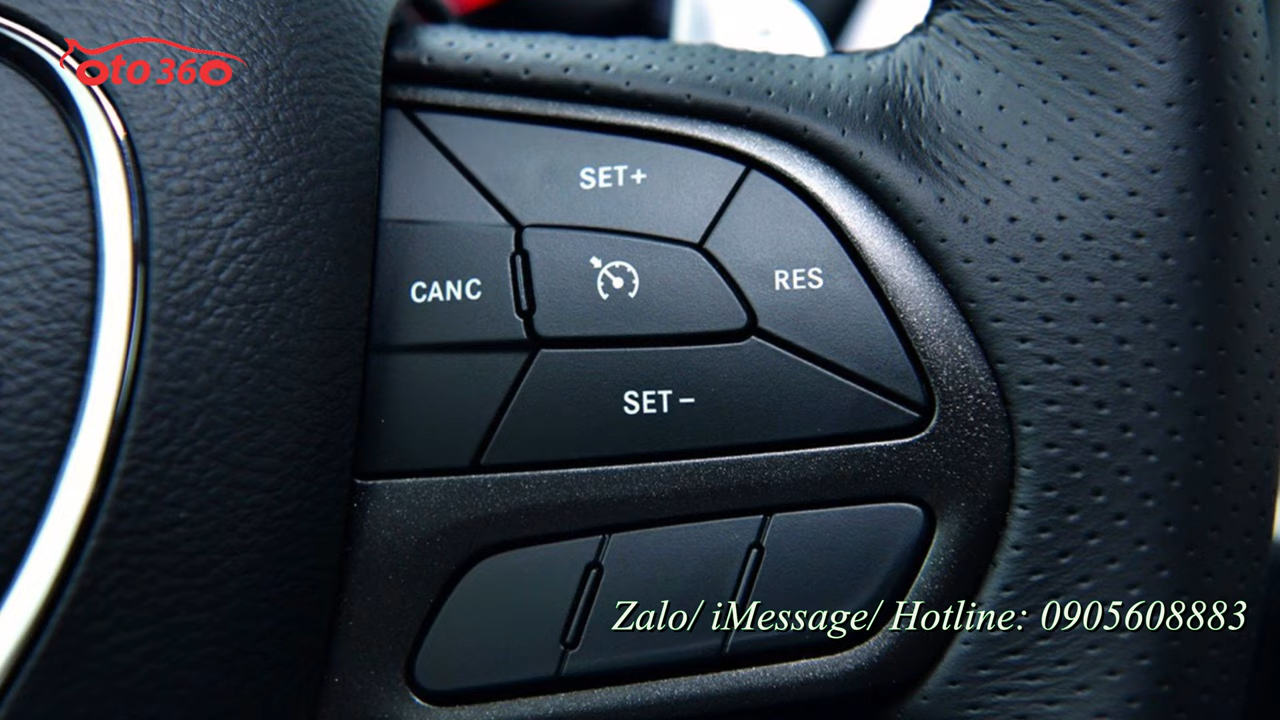 oto360
SET+
CANC
RES
SET-
Zalo/ iMessage/ Hotline: 0905608883